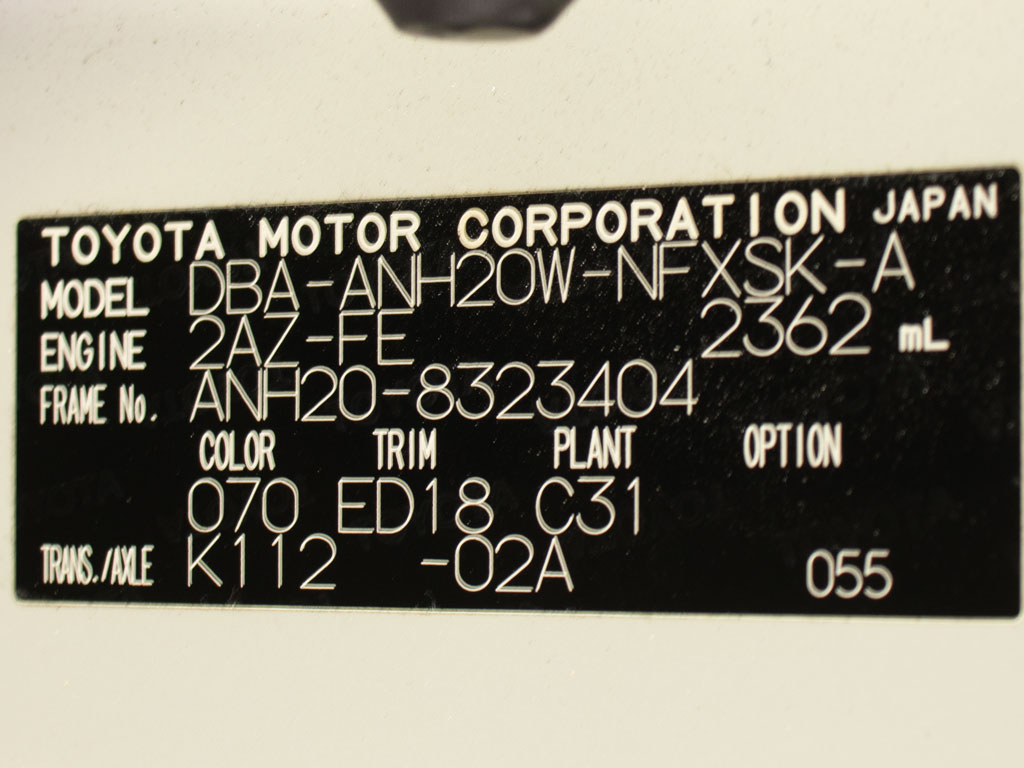 TOYOTA MOTOR CORPORATION JAPAN
MODEL DBA-ANH20W-NFXSK-A
ENGINE 2AZ-FE 2362 mL
FRAME No. ANH20-8323404
COLOR TRIM PLANT OPTION
070 ED18 C31
TRANS./AXLE K112 -02A 055